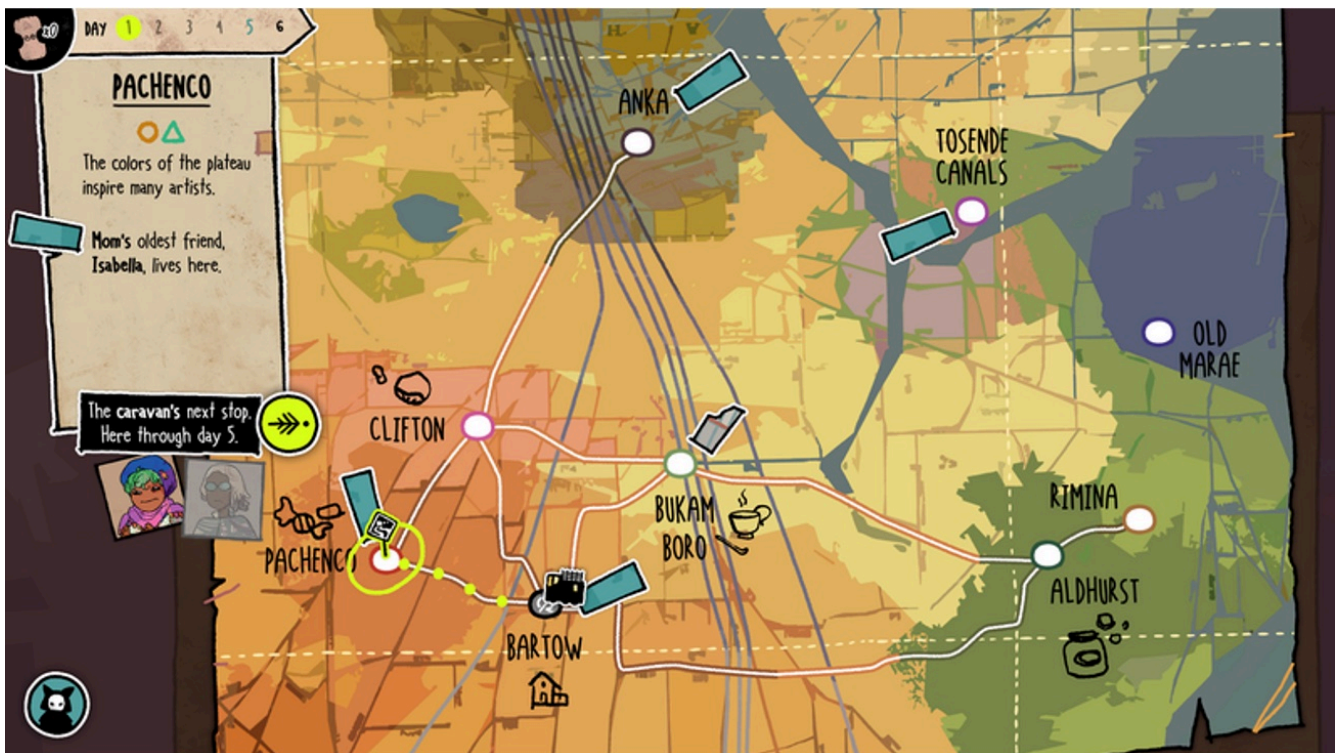 x0
DAY 1 2 3 4 5 6
PACHENCO
The colors of the plateau
inspire many artists.
Mom's oldest friend,
Isabella, lives here.
The caravan's next stop.
Here through day 5.
ANKA
TOSENDE
CANALS
OLD
MARAE
CLIFTON
BUKAM
BORO
RIMINA
PACHENCO
ALDHURST
BARTOW